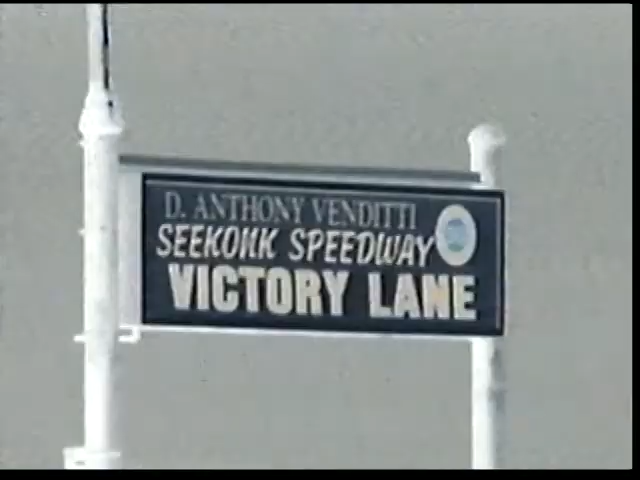 D. ANTHONY VENDITTI
SEEKONK SPEEDWAY
VICTORY LANE